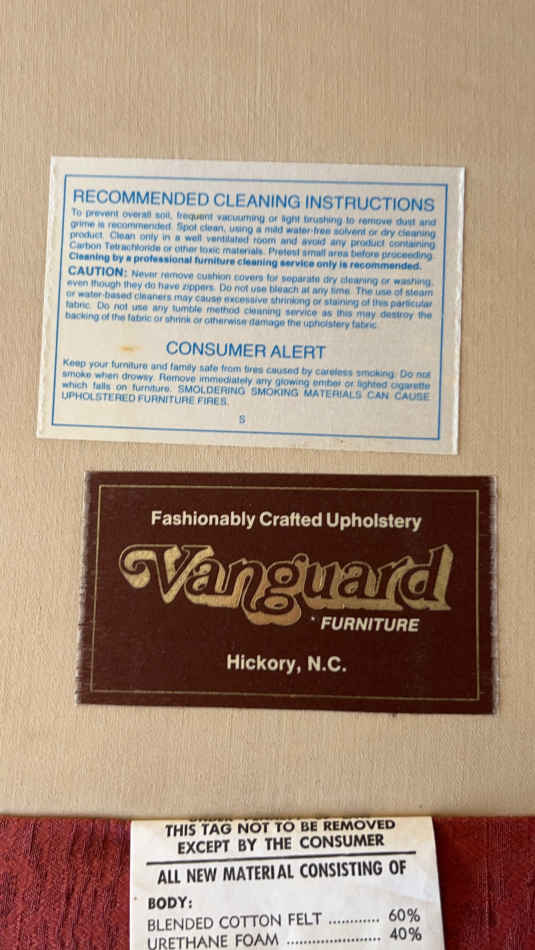 RECOMMENDED CLEANING INSTRUCTIONS
To prevent overall soil, frequent vacuuming or light brushing to remove dust and
grime is recommended. Spot clean, using a mild water-free solvent or dry cleaning
product. Clean only in a well ventilated room and avoid any product containing
Carbon Tetrachloride or other toxic materials. Pretest small area before proceeding.
Cleaning by a professional furniture cleaning service only is recommended.
CAUTION: Never remove cushion covers for separate dry cleaning or washing,
even though they do have zippers. Do not use bleach at any time. The use of steam
or water-based cleaners may cause excessive shrinking or staining of this particular
fabric. Do not use any tumble method cleaning service as this may destroy the
backing of the fabric or shrink or otherwise damage the upholstery fabric.
CONSUMER ALERT
Keep your furniture and family safe from fires caused by careless smoking. Do not
smoke when drowsy. Remove immediately any glowing ember or lighted cigarette
which falls on furniture. SMOLDERING SMOKING MATERIALS CAN CAUSE
UPHOLSTERED FURNITURE FIRES.
S
Fashionably Crafted Upholstery
Vanguard
FURNITURE
Hickory, N.C.
THIS TAG NOT TO BE REMOVED
EXCEPT BY THE CONSUMER
ALL NEW MATERIAL CONSISTING OF
BODY:
BLENDED COTTON FELT ............ 60%
URETHANE FOAM ...................... 40%